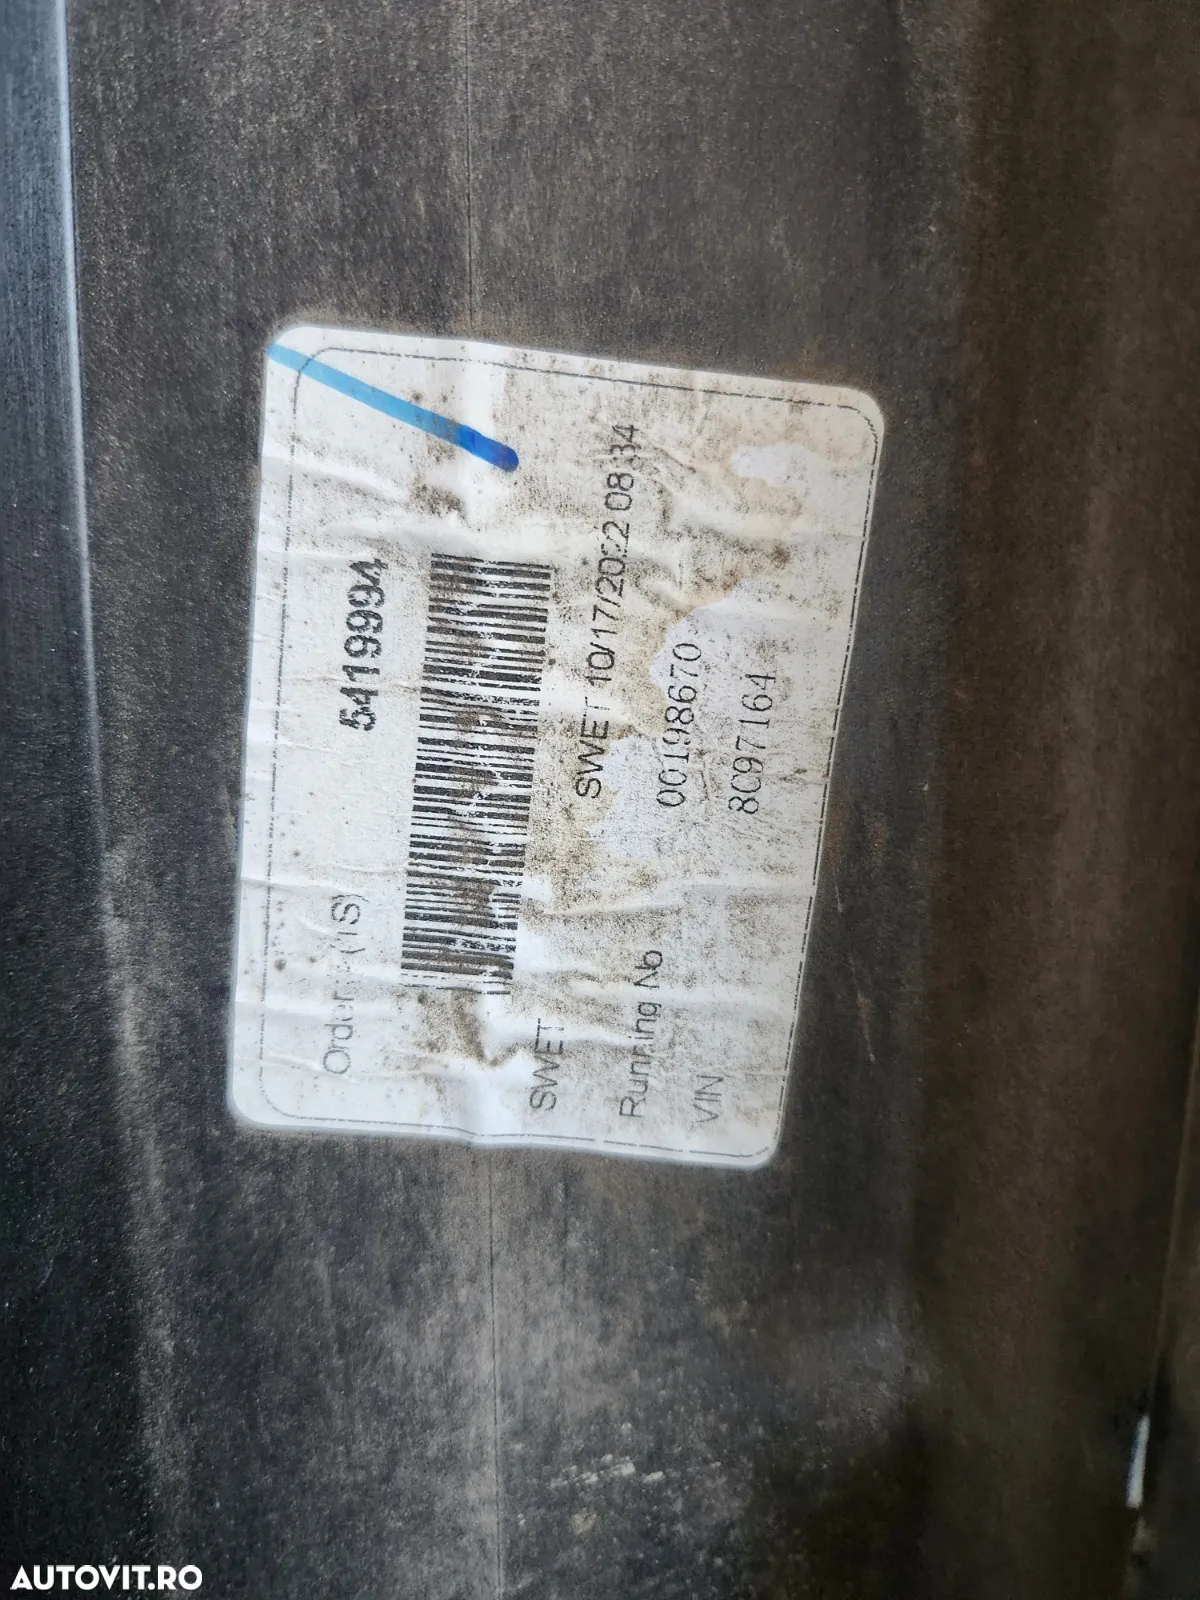 Order: (1S) 5419994
SWET SWET 10/17/2022 08:34
Running No 00198670
VIN 8C97164
AUTOVIT.RO